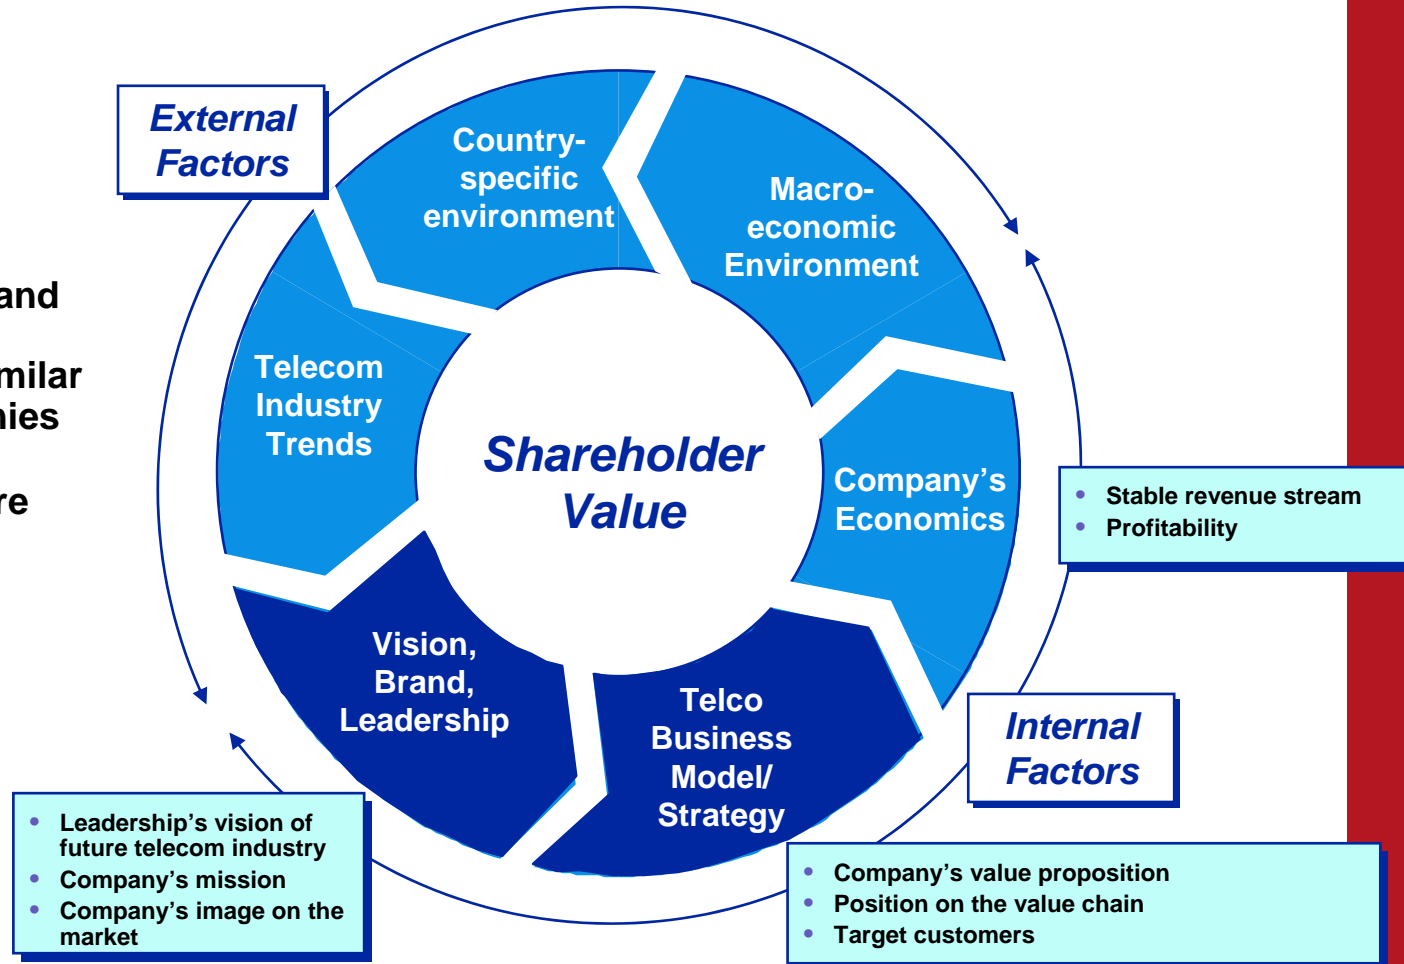 External
Factors
Country-
specific
environment
Macro-
economic
Environment
and
milar
nies
re
Telecom
Industry
Trends
Shareholder
Value
Company’s
Economics
• Stable revenue stream
• Profitability
Vision,
Brand,
Leadership
Telco
Business
Model/
Strategy
Internal
Factors
• Leadership’s vision of
future telecom industry
• Company’s mission
• Company’s image on the
market
• Company’s value proposition
• Position on the value chain
• Target customers